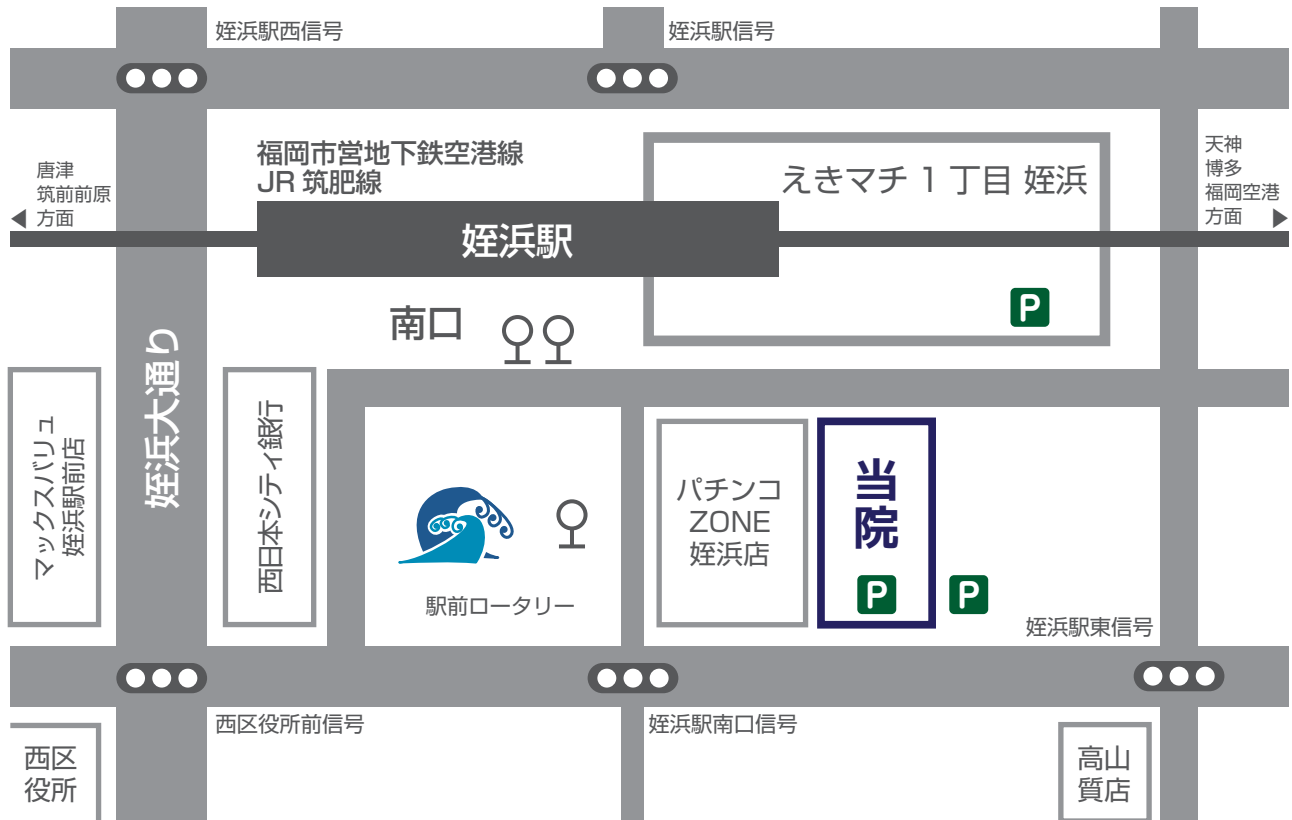 姪浜駅西信号
姪浜駅信号
福岡市営地下鉄空港線
JR 筑肥線
唐津
筑前前原
方面
えきマチ 1 丁目 姪浜
天神
博多
福岡空港
方面
姪浜駅
P
南口
姪浜大通り
マックスバリュ
姪浜駅前店
西日本シティ銀行
駅前ロータリー
パチンコ
ZONE
姪浜店
当院
P
P
姪浜駅東信号
西区役所前信号
姪浜駅南口信号
西区
役所
高山
質店